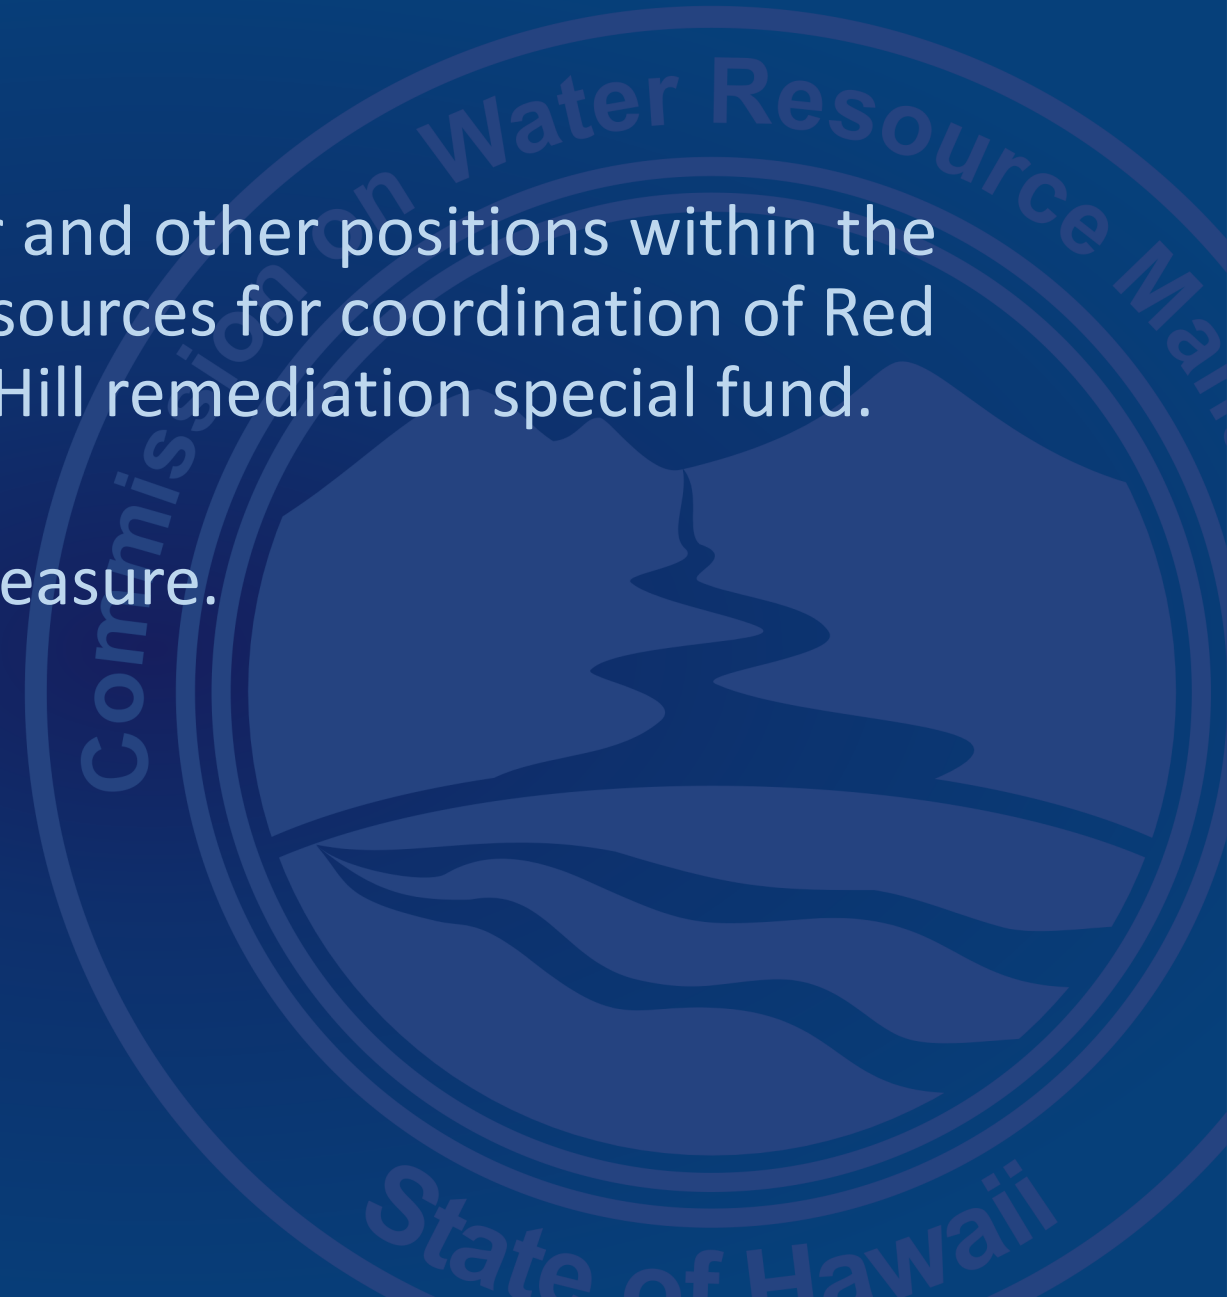 r and other positions within the
sources for coordination of Red
Hill remediation special fund.
easure.
Commission on Water Resource Ma
State of Hawaii